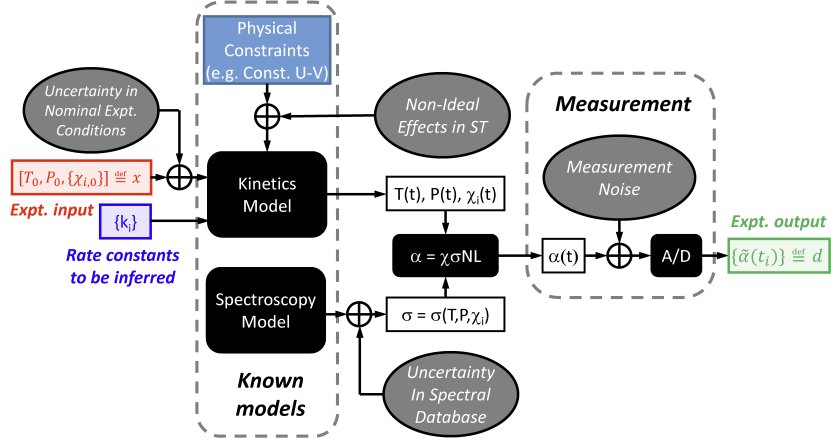 Physical
Constraints
(e.g. Const. U-V)
Uncertainty in
Nominal Expt.
Conditions
Non-Ideal
Effects in ST
Measurement
Measurement
Noise
[T₀, P₀, {χᵢ,₀}] ≝ x
Expt. input
Kinetics
Model
T(t), P(t), χᵢ(t)
{kᵢ}
Rate constants
to be inferred
α = χσNL
α(t)
A/D
Expt. output
{α̃(tᵢ)} ≝ d
Spectroscopy
Model
σ = σ(T,P,χᵢ)
Known
models
Uncertainty
In Spectral
Database